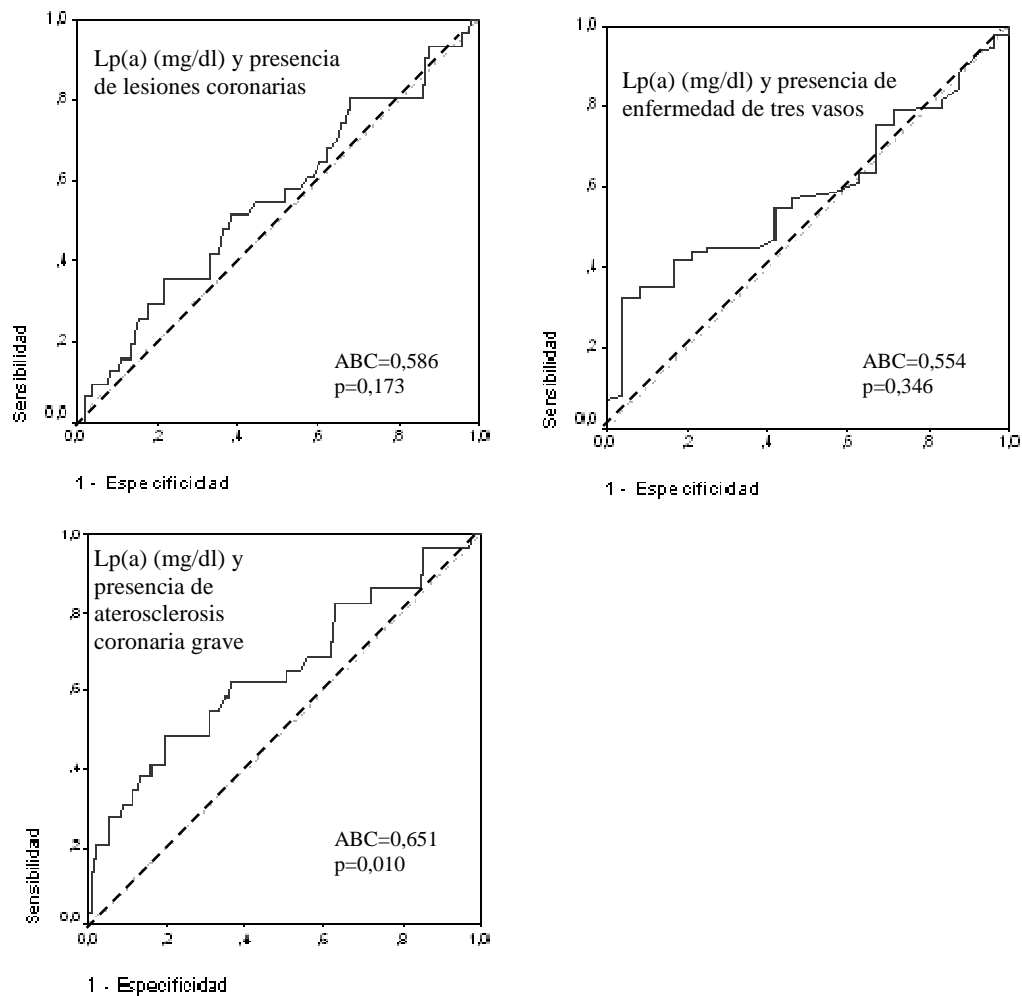 1,0
,8
,6
,4
,2
0,0
Sensibilidad
Lp(a) (mg/dl) y presencia
de lesiones coronarias
ABC=0,586
p=0,173
0,0 ,2 ,4 ,6 ,8 1,0
1 - Especificidad
1,0
,8
,6
,4
,2
0,0
Sensibilidad
Lp(a) (mg/dl) y presencia de
enfermedad de tres vasos
ABC=0,554
p=0,346
0,0 ,2 ,4 ,6 ,8 1,0
1 - Especificidad
1,0
,8
,6
,4
,2
0,0
Sensibilidad
Lp(a) (mg/dl) y
presencia de
aterosclerosis
coronaria grave
ABC=0,651
p=0,010
0,0 ,2 ,4 ,6 ,8 1,0
1 - Especificidad